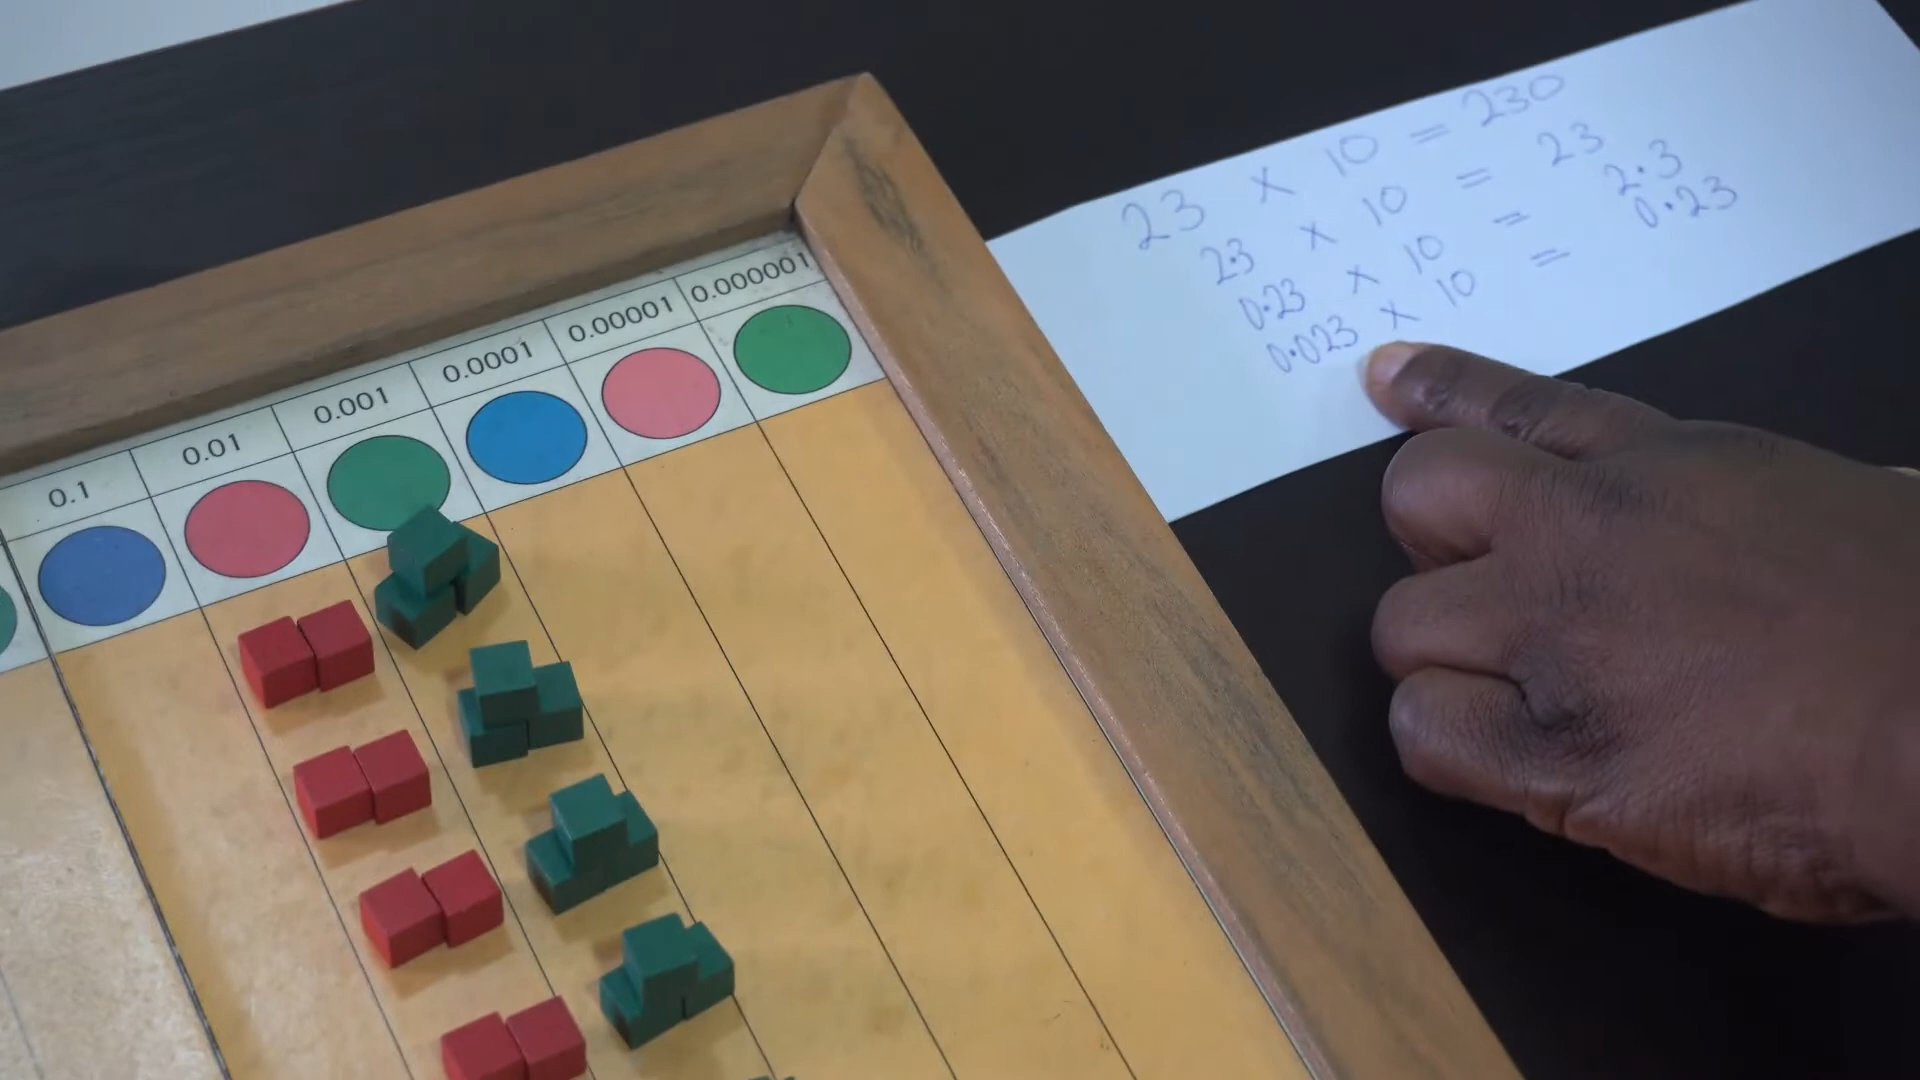 0.1 0.01 0.001 0.0001 0.00001 0.000001
23 x 10 = 230
2.3 x 10 = 23
0.23 x 10 = 2.3
0.023 x 10 = 0.23